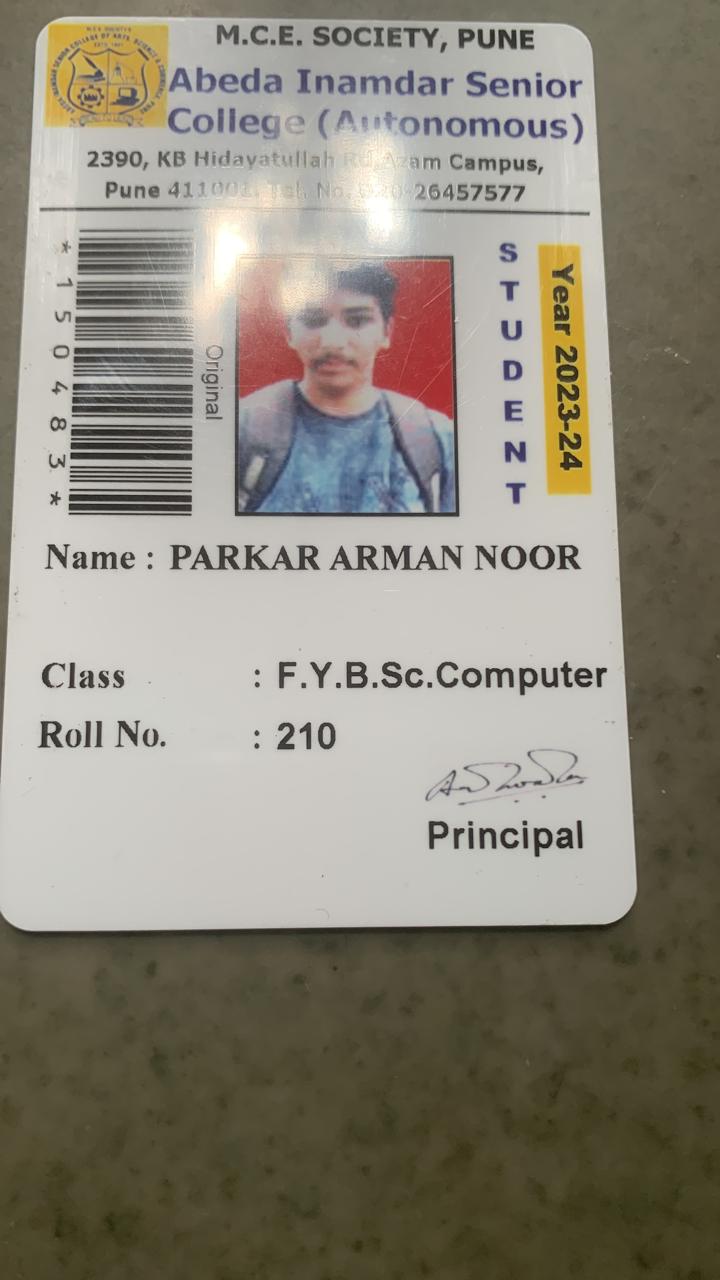 M.C.E. SOCIETY, PUNE
Abeda Inamdar Senior
College (Autonomous)
2390, KB Hidayatullah Rd, Azam Campus,
Pune 411001. Tel. No. 020-26457577
*150483*
Original
STUDENT
Year 2023-24
Name : PARKAR ARMAN NOOR
Class : F.Y.B.Sc.Computer
Roll No. : 210
Principal